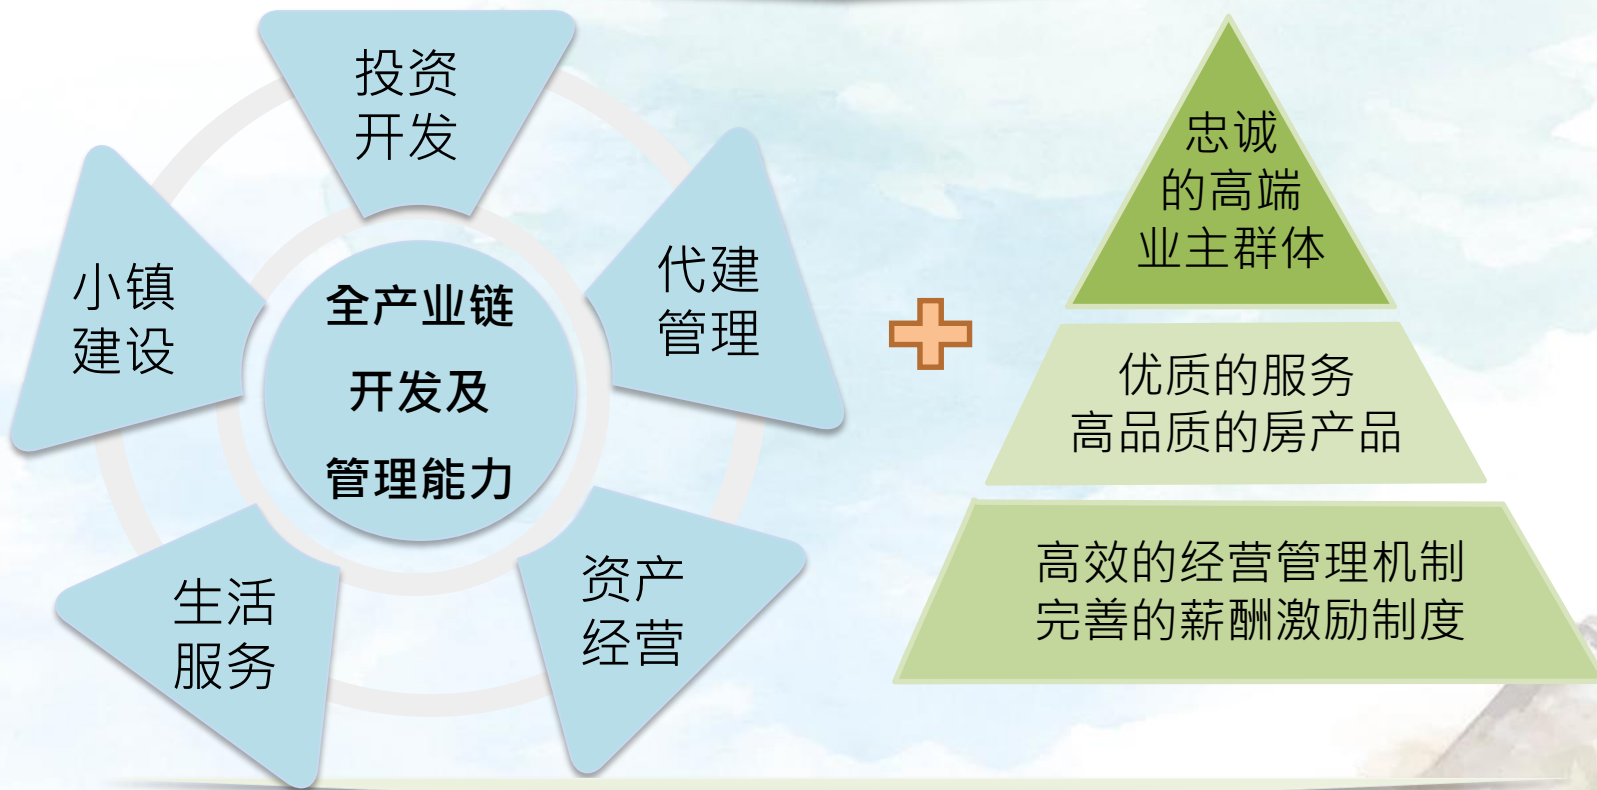 投资
开发
代建
管理
资产
经营
生活
服务
小镇
建设
全产业链
开发及
管理能力
忠诚
的高端
业主群体
优质的服务
高品质的房产品
高效的经营管理机制
完善的薪酬激励制度